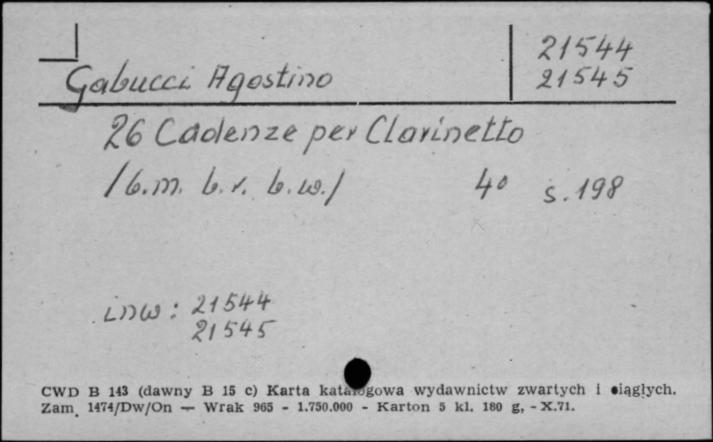 21544
21545
Gabucci Agostino
26 Cadenze per Clarinetto
/b.m. b.r. b.w./ 4° s. 198
inw: 21544
21545
CWD B 143 (dawny B 15 c) Karta katalogowa wydawnictw zwartych i ciągłych.
Zam. 1474/Dw/On — Wrak 965 - 1.750.000 - Karton 5 kl. 180 g, - X.71.